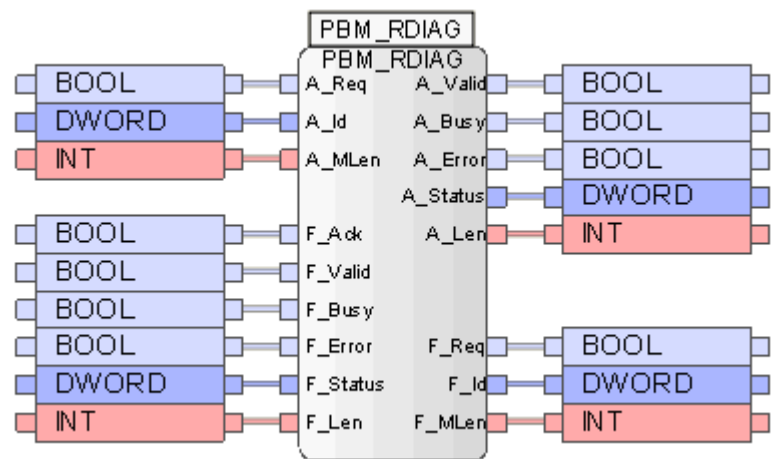 PBM_RDIAG
PBM_RDIAG
BOOL A_Req A_Valid BOOL
DWORD A_Id A_Busy BOOL
INT A_MLen A_Error BOOL
A_Status DWORD
BOOL F_Ack A_Len INT
BOOL F_Valid
BOOL F_Busy
BOOL F_Error F_Req BOOL
DWORD F_Status F_Id DWORD
INT F_Len F_MLen INT